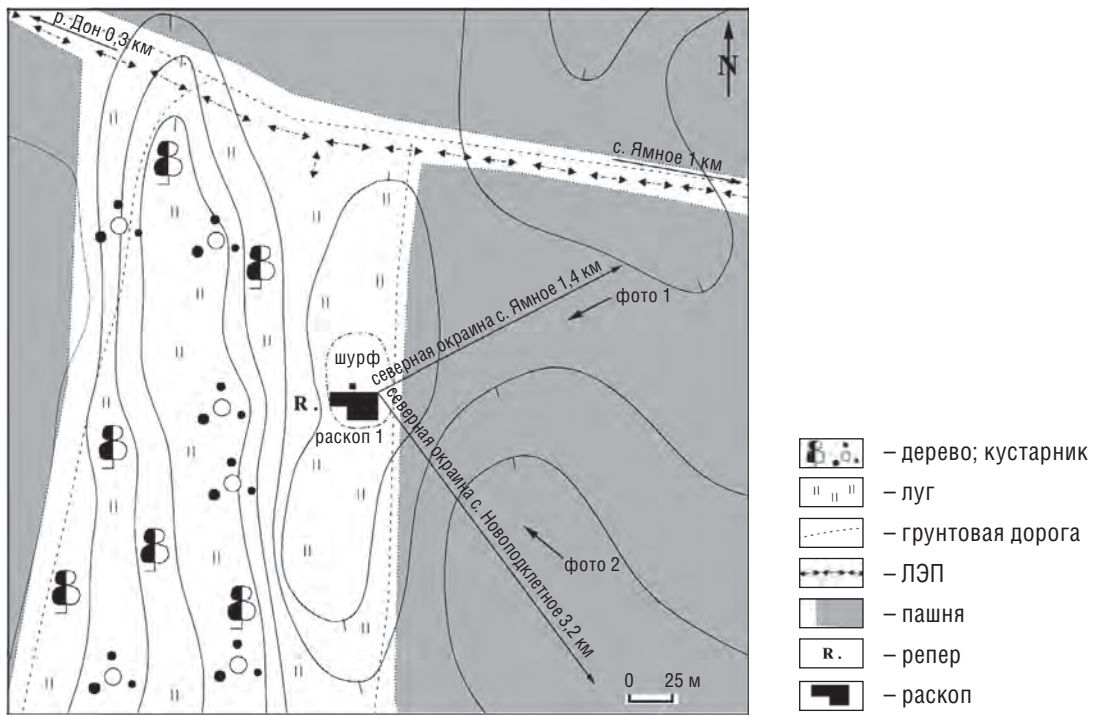 р. Дон 0,3 км
N
с. Ямное 1 км
северная окраина с. Ямное 1,4 км
фото 1
шурф
R .
раскоп 1
северная окраина с. Новоподклетное 3,2 км
фото 2
0 25 м
– дерево; кустарник
– луг
– грунтовая дорога
– ЛЭП
– пашня
R . – репер
– раскоп